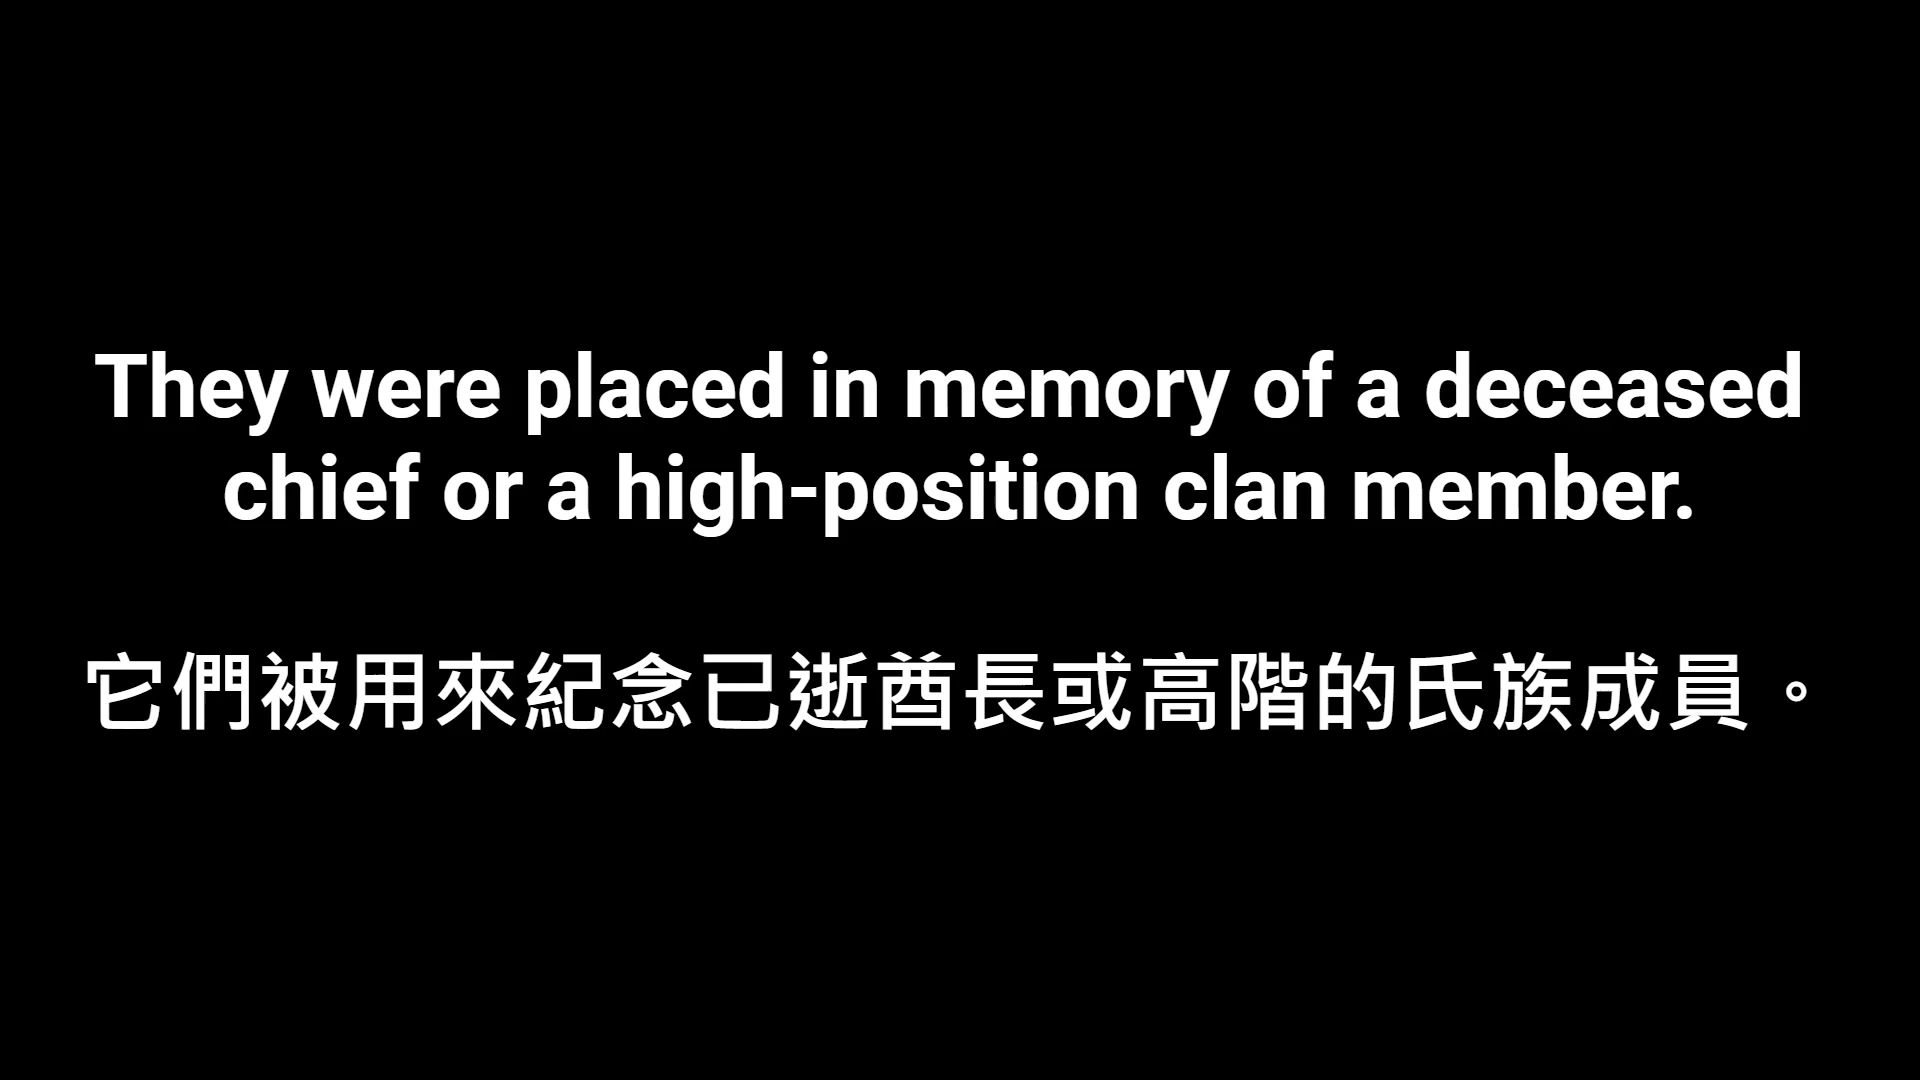 They were placed in memory of a deceased
chief or a high-position clan member.
它們被用來紀念已逝酋長或高階的氏族成員。